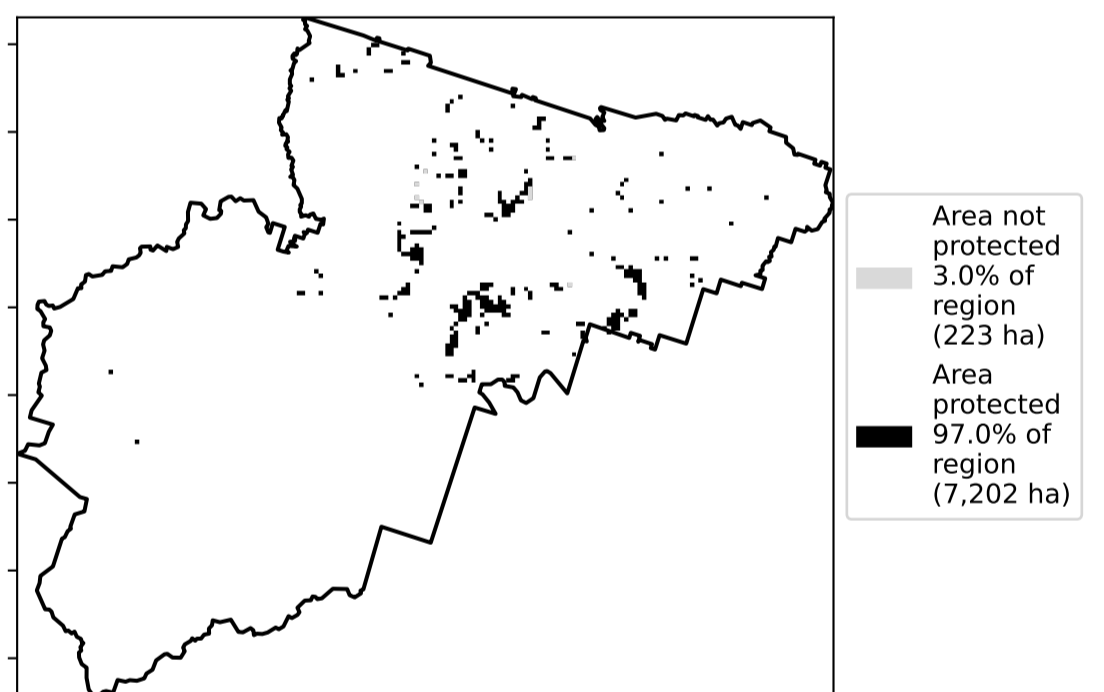 Area not
protected
3.0% of
region
(223 ha)
Area
protected
97.0% of
region
(7,202 ha)